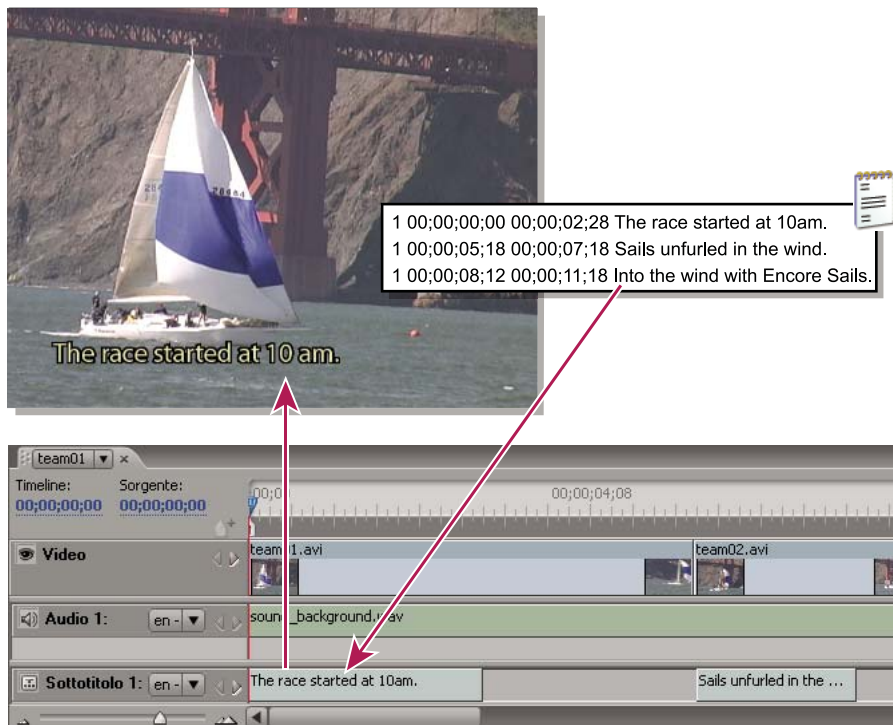 28484
The race started at 10 am.
1 00;00;00;00 00;00;02;28 The race started at 10am.
1 00;00;05;18 00;00;07;18 Sails unfurled in the wind.
1 00;00;08;12 00;00;11;18 Into the wind with Encore Sails.
team01
Timeline: Sorgente:
00;00;00;00 00;00;00;00
00;00 00;00;04;08
Video
team01.avi team02.avi
Audio 1: en -
sound_background.wav
Sottotitolo 1: en -
The race started at 10am. Sails unfurled in the ...